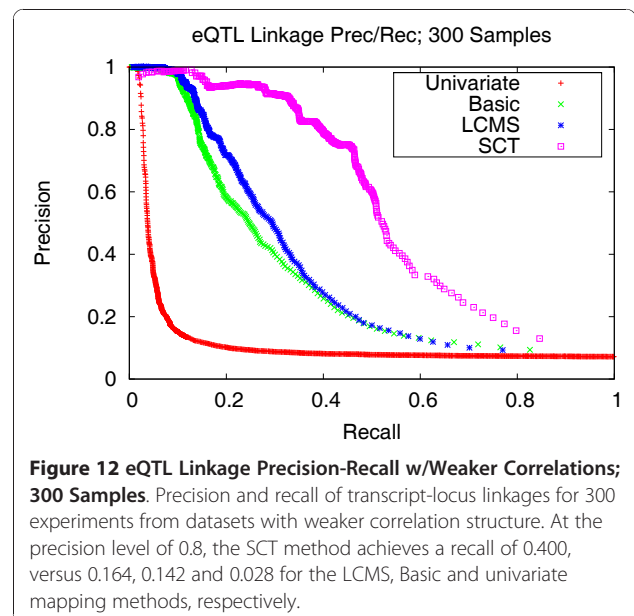 eQTL Linkage Prec/Rec; 300 Samples
Univariate
Basic
LCMS
SCT
1
0.8
0.6
0.4
0.2
0
Precision
0 0.2 0.4 0.6 0.8 1
Recall
Figure 12 eQTL Linkage Precision-Recall w/Weaker Correlations;
300 Samples. Precision and recall of transcript-locus linkages for 300
experiments from datasets with weaker correlation structure. At the
precision level of 0.8, the SCT method achieves a recall of 0.400,
versus 0.164, 0.142 and 0.028 for the LCMS, Basic and univariate
mapping methods, respectively.